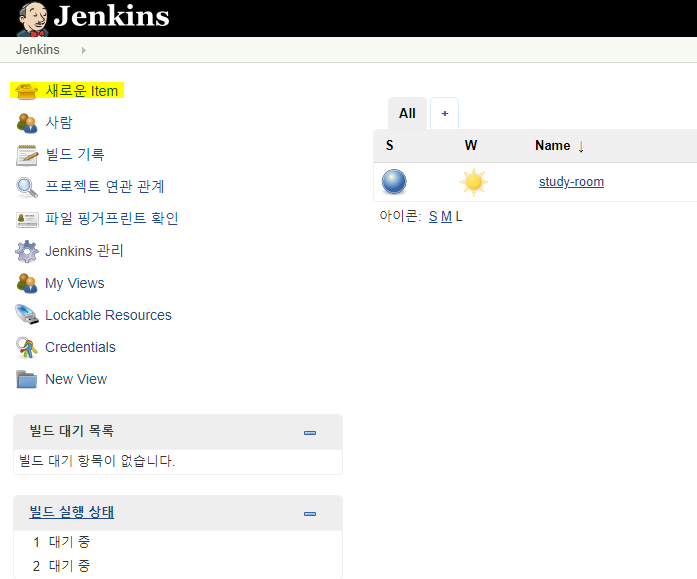 Jenkins
Jenkins
새로운 Item
사람
빌드 기록
프로젝트 연관 관계
파일 핑거프린트 확인
Jenkins 관리
My Views
Lockable Resources
Credentials
New View
빌드 대기 목록
빌드 대기 항목이 없습니다.
빌드 실행 상태
1 대기 중
2 대기 중
All +
S W Name ↓
study-room
아이콘: S M L